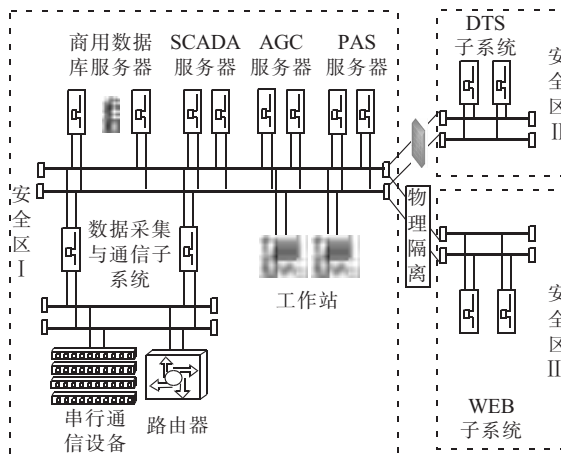 商用数据
库服务器
SCADA
服务器
AGC
服务器
PAS
服务器
DTS
子系统
安
全
区
II
安
全
区
I
数据采集
与通信子
系统
工作站
物
理
隔
离
串行通
信设备
路由器
安
全
区
III
WEB
子系统